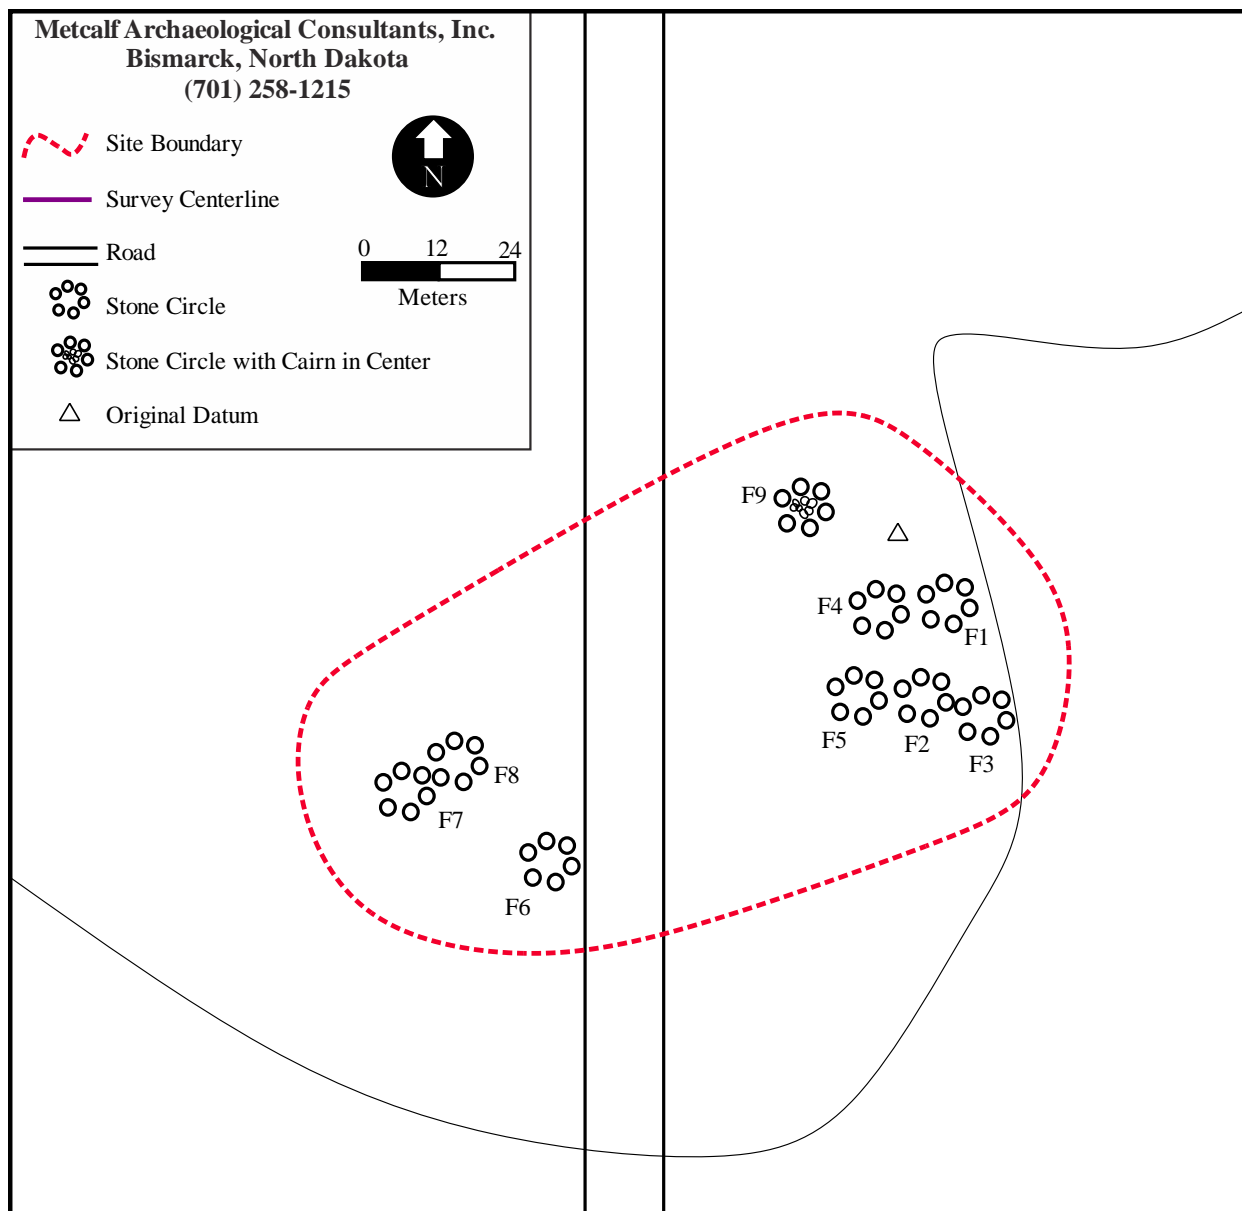 Metcalf Archaeological Consultants, Inc.
Bismarck, North Dakota
(701) 258-1215
Site Boundary
N
Survey Centerline
Road
0 12 24
Meters
Stone Circle
Stone Circle with Cairn in Center
Original Datum
F9
F4
F1
F5
F2
F3
F8
F7
F6